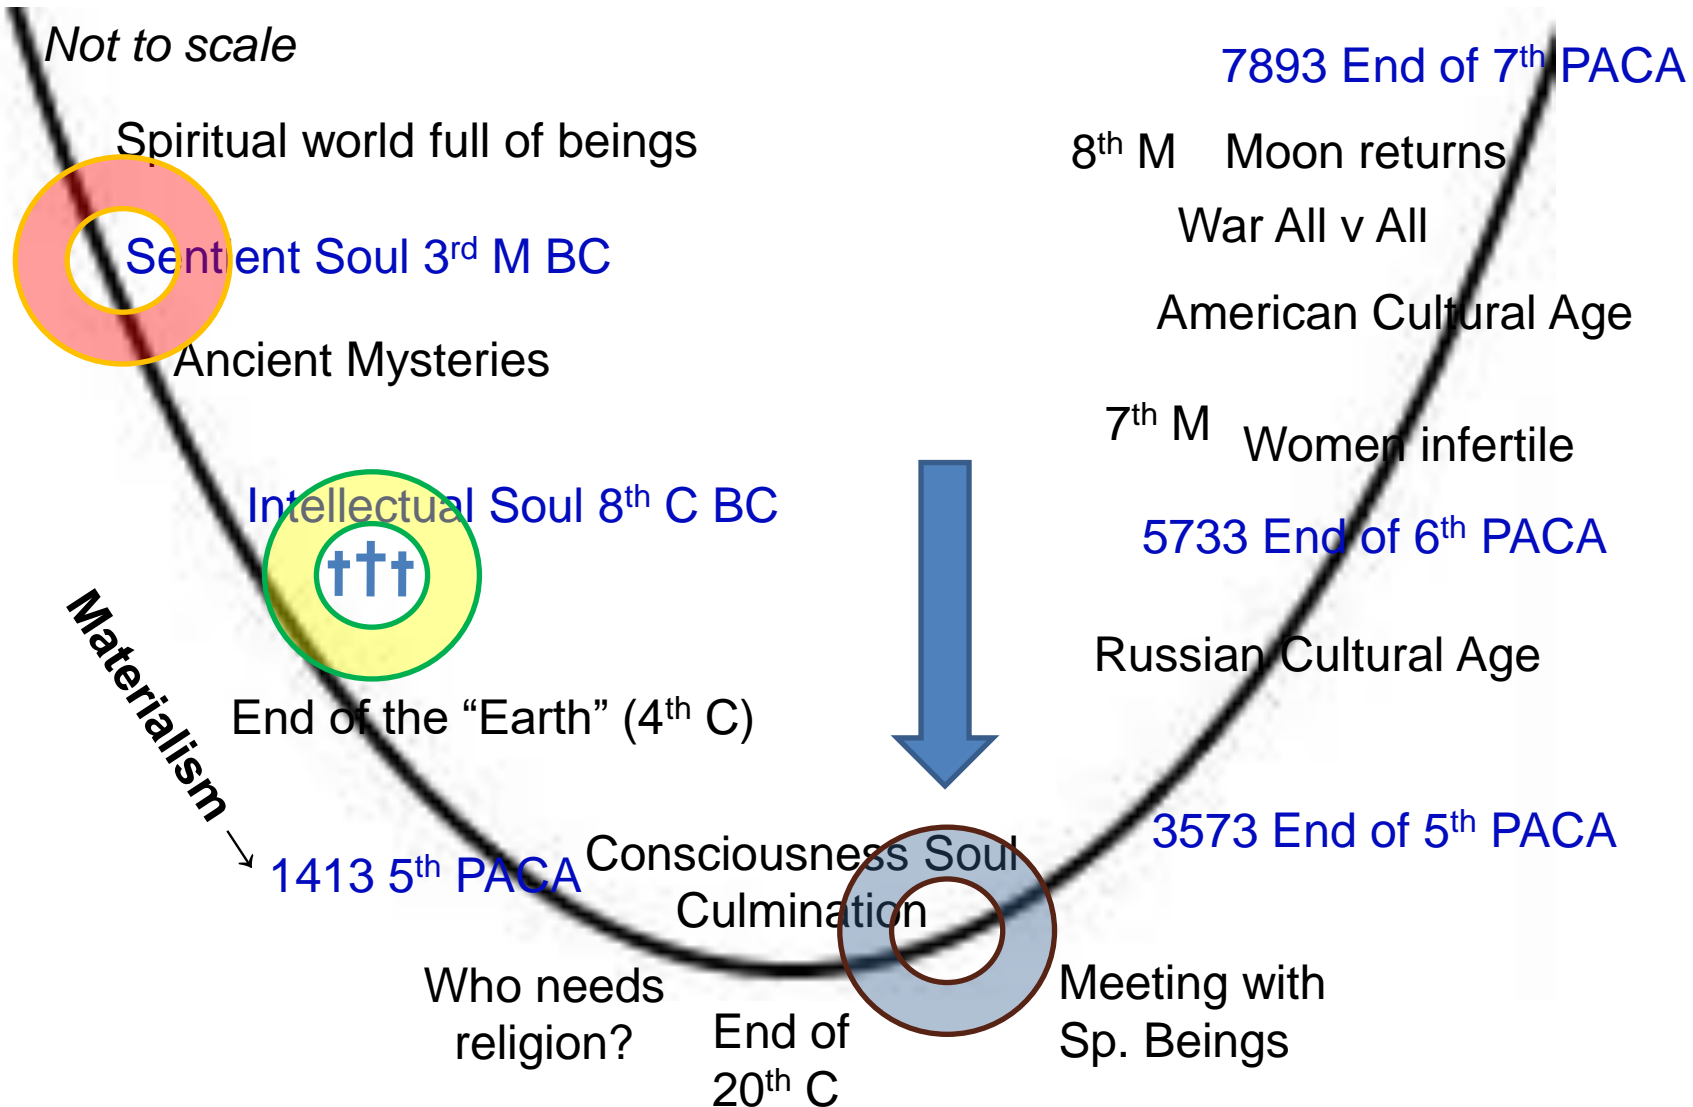 Not to scale
7893 End of 7th PACA
Spiritual world full of beings
8th M Moon returns
War All v All
Sentient Soul 3rd M BC
American Cultural Age
Ancient Mysteries
7th M Women infertile
Intellectual Soul 8th C BC
5733 End of 6th PACA
Materialism →
Russian Cultural Age
End of the “Earth” (4th C)
3573 End of 5th PACA
1413 5th PACA
Consciousness Soul
Culmination
Who needs
religion?
End of
20th C
Meeting with
Sp. Beings